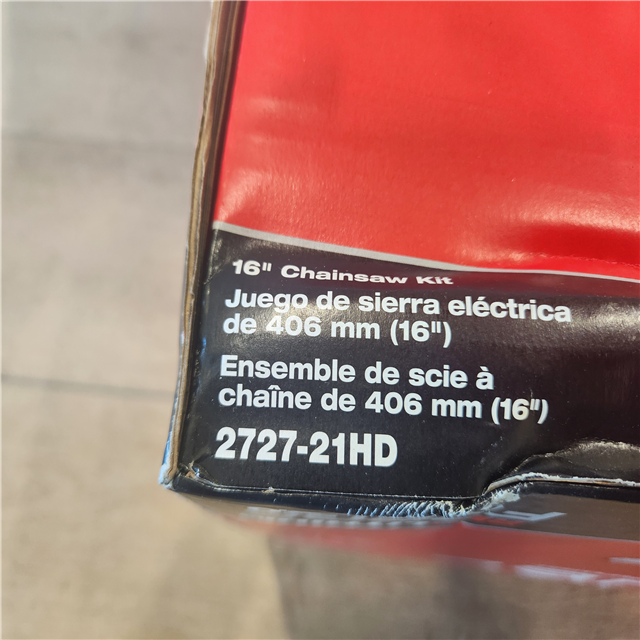 16" Chainsaw Kit
Juego de sierra eléctrica
de 406 mm (16")
Ensemble de scie à
chaîne de 406 mm (16")
2727-21HD